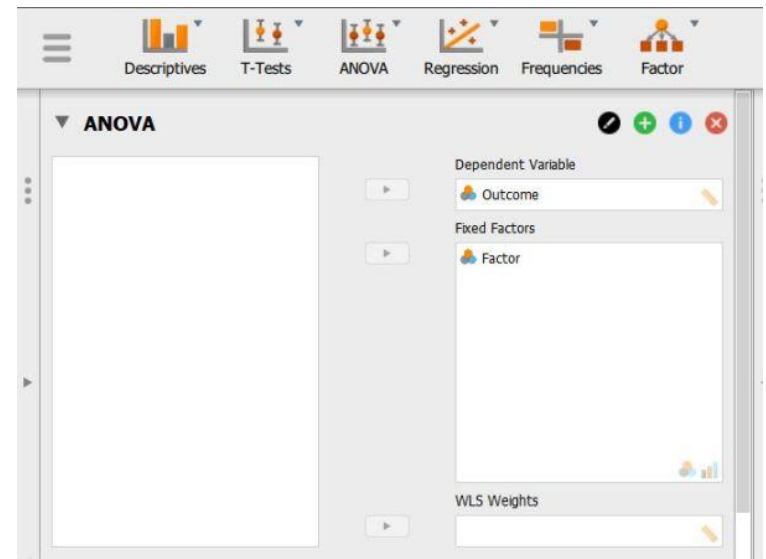 Descriptives T-Tests ANOVA Regression Frequencies Factor
ANOVA
Dependent Variable
Outcome
Fixed Factors
Factor
WLS Weights